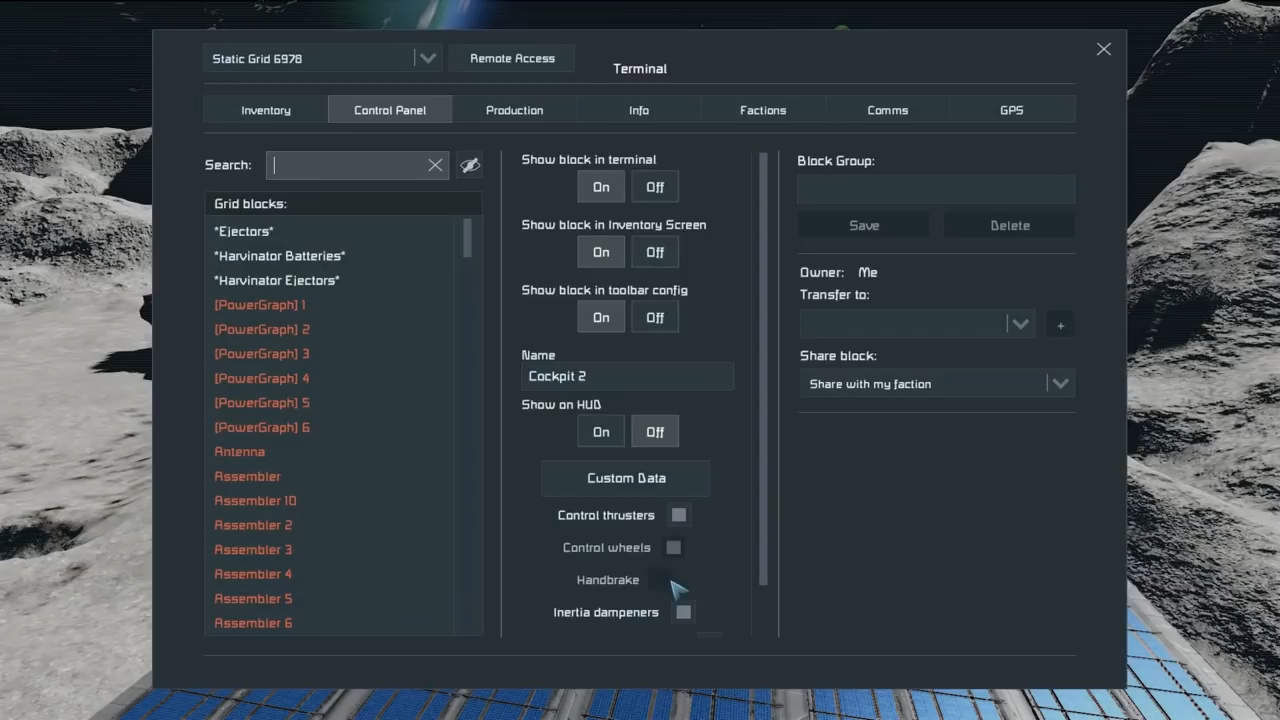 Static Grid 6978
Remote Access
Terminal
Inventory
Control Panel
Production
Info
Factions
Comms
GPS
Search:
Grid blocks:
*Ejectors*
*Harvinator Batteries*
*Harvinator Ejectors*
[PowerGraph] 1
[PowerGraph] 2
[PowerGraph] 3
[PowerGraph] 4
[PowerGraph] 5
[PowerGraph] 6
Antenna
Assembler
Assembler 10
Assembler 2
Assembler 3
Assembler 4
Assembler 5
Assembler 6
Show block in terminal
On Off
Show block in Inventory Screen
On Off
Show block in toolbar config
On Off
Name
Cockpit 2
Show on HUD
On Off
Custom Data
Control thrusters
Control wheels
Handbrake
Inertia dampeners
Block Group:
Save
Delete
Owner: Me
Transfer to:
+
Share block:
Share with my faction